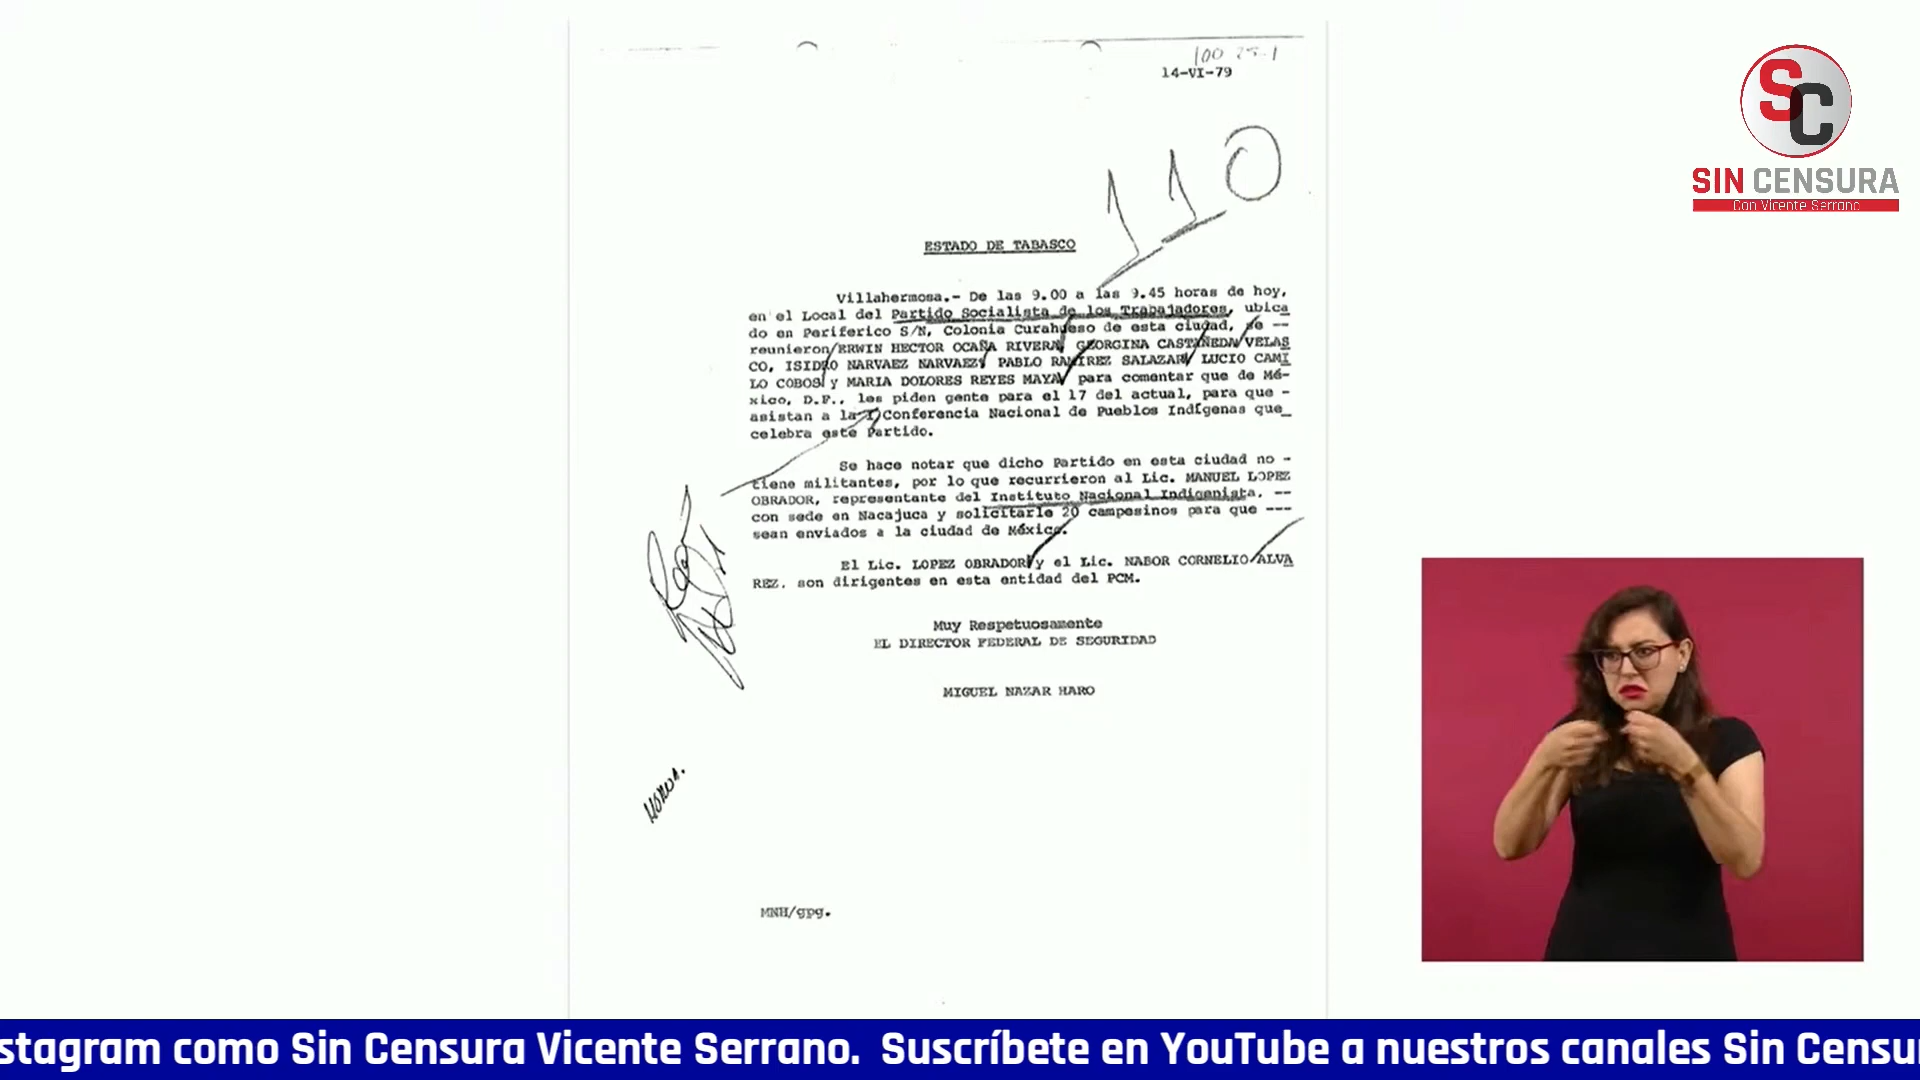 100 25-1
14-VI-79
110
ESTADO DE TABASCO
Villahermosa.- De las 9.00 a las 9.45 horas de hoy,
en el Local del Partido Socialista de los Trabajadores, ubica
do en Periferico S/N, Colonia Curahueso de esta ciudad, se --
reunieron ERWIN HECTOR OCAÑA RIVERA, GEORGINA CASTAÑEDA VELAS
CO, ISIDRO NARVAEZ NARVAEZ, PABLO RAMIREZ SALAZAR, LUCIO CAMI
LO COBOS y MARIA DOLORES REYES MAYA, para comentar que de Mé-
xico, D.F., les piden gente para el 17 del actual, para que -
asistan a la I Conferencia Nacional de Pueblos Indígenas que
celebra este Partido.
Se hace notar que dicho Partido en esta ciudad no -
tiene militantes, por lo que recurrieron al Lic. MANUEL LOPEZ
OBRADOR, representante del Instituto Nacional Indigenista, --
con sede en Nacajuca y solicitarle 20 campesinos para que ---
sean enviados a la ciudad de México.
El Lic. LOPEZ OBRADOR y el Lic. NABOR CORNELIO ALVA
REZ, son dirigentes en esta entidad del PCM.
Muy Respetuosamente
EL DIRECTOR FEDERAL DE SEGURIDAD
MIGUEL NAZAR HARO
MNH/gpg.
SC
SIN CENSURA
Con Vicente Serrano
stagram como Sin Censura Vicente Serrano. Suscríbete en YouTube a nuestros canales Sin Censu